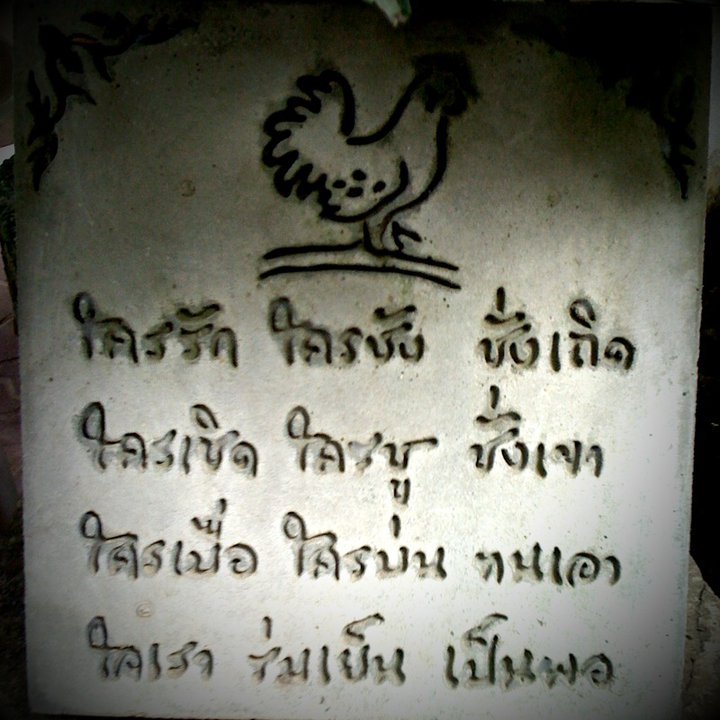 ใครรัก ใครชัง ชั่งเถิด
ใครเชิด ใครชู ชั่งเขา
ใครเบื่อ ใครบ่น ทนเอา
ใจเรา ร่มเย็น เป็นพอ